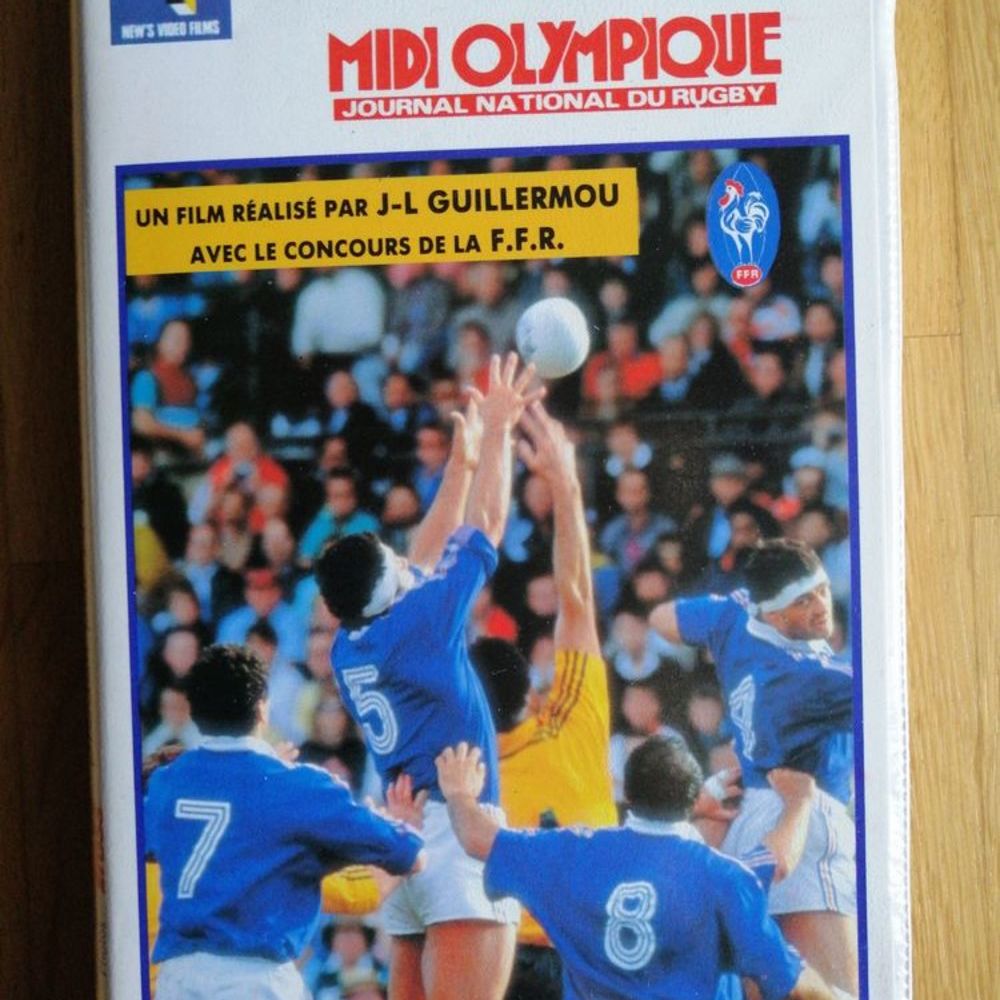 NEW'S VIDEO FILMS
MIDI OLYMPIQUE
JOURNAL NATIONAL DU RUGBY
UN FILM RÉALISÉ PAR J-L GUILLERMOU
AVEC LE CONCOURS DE LA F.F.R.
FFR
5
4
7
8